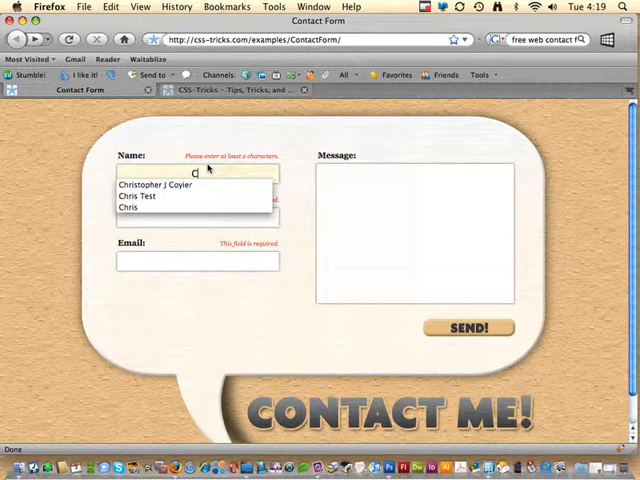 Firefox File Edit View History Bookmarks Tools Window Help Tue 4:19
Contact Form
http://css-tricks.com/examples/ContactForm/
free web contact f
Most Visited Gmail Reader Waitablize
Stumble! I like it! Send to Channels: All Favorites Friends Tools
Contact Form
CSS-Tricks - Tips, Tricks, and ...
Name: Please enter at least 2 characters.
C
Christopher J Coyier
Chris Test
Chris
Email: This field is required.
Message:
SEND!
CONTACT ME!
Done